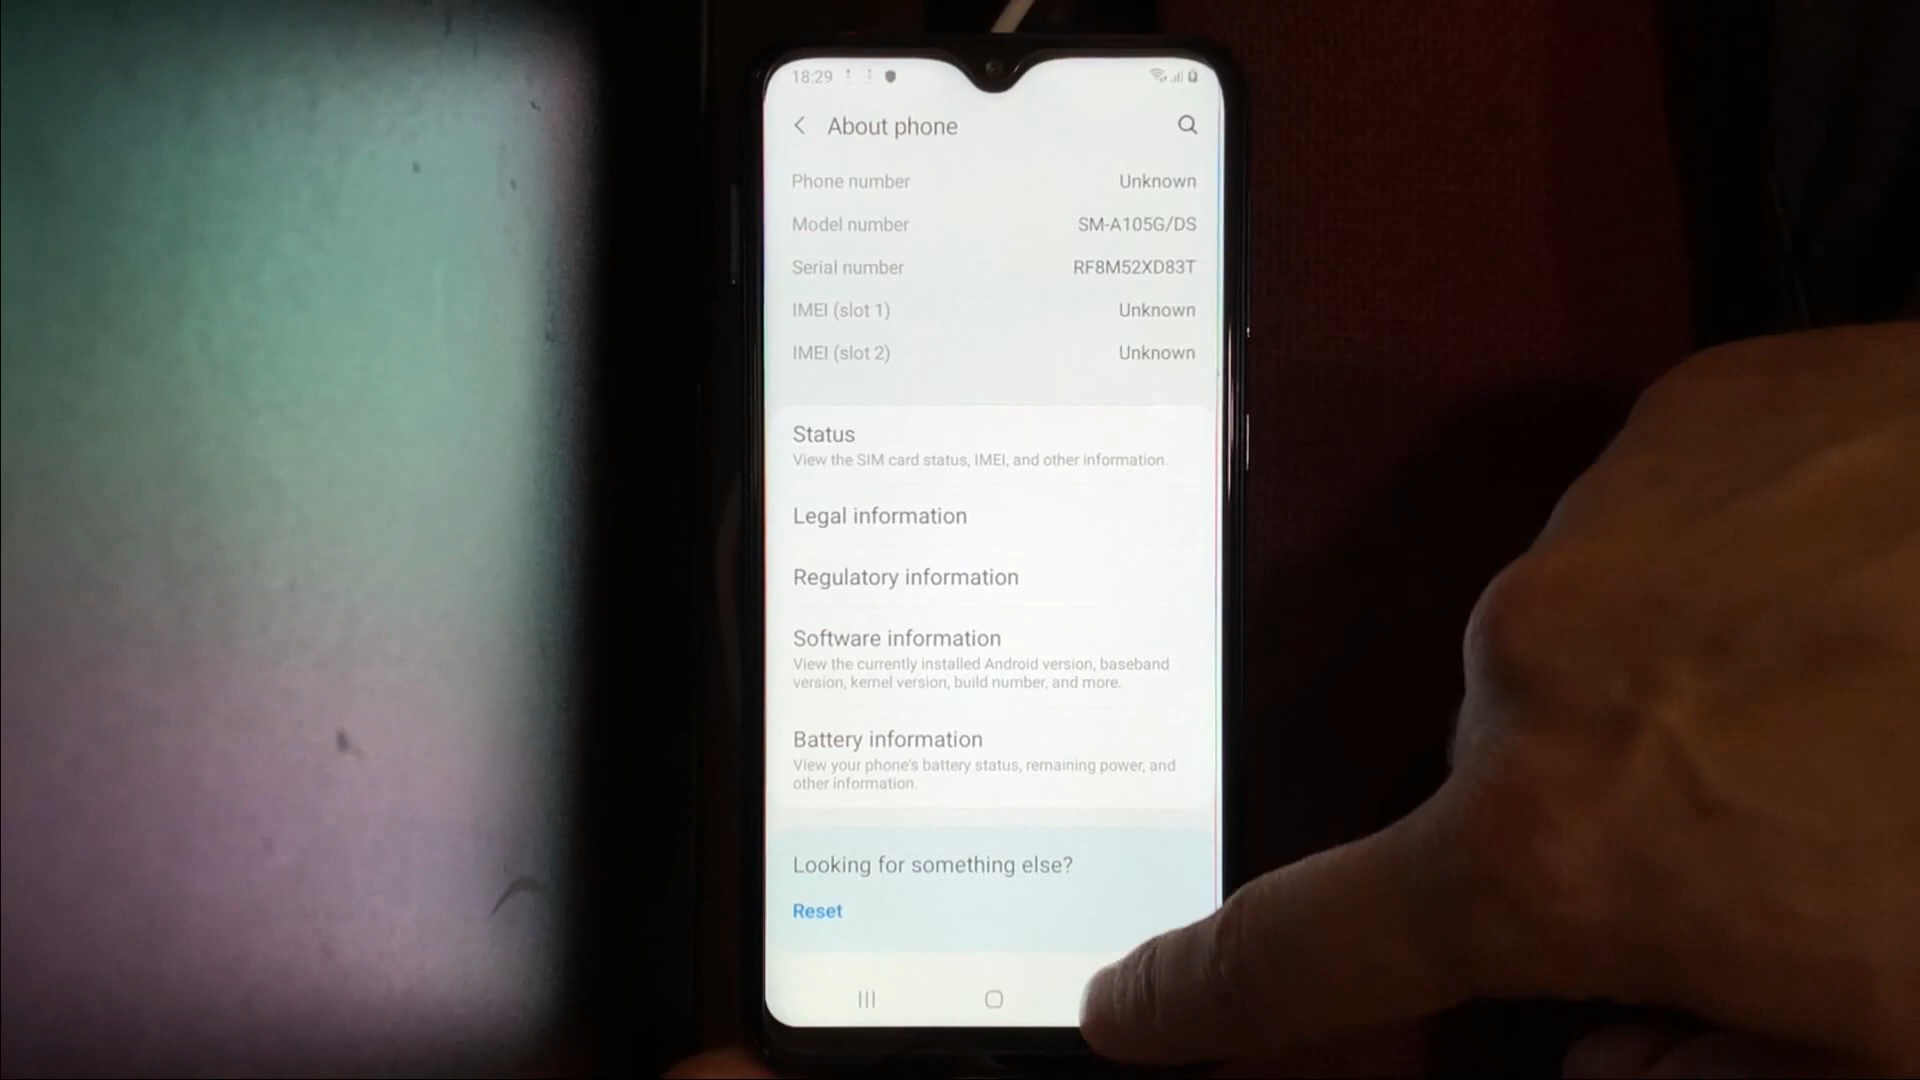 18:29
About phone
Phone number Unknown
Model number SM-A105G/DS
Serial number RF8M52XD83T
IMEI (slot 1) Unknown
IMEI (slot 2) Unknown
Status
View the SIM card status, IMEI, and other information.
Legal information
Regulatory information
Software information
View the currently installed Android version, baseband
version, kernel version, build number, and more.
Battery information
View your phone's battery status, remaining power, and
other information.
Looking for something else?
Reset